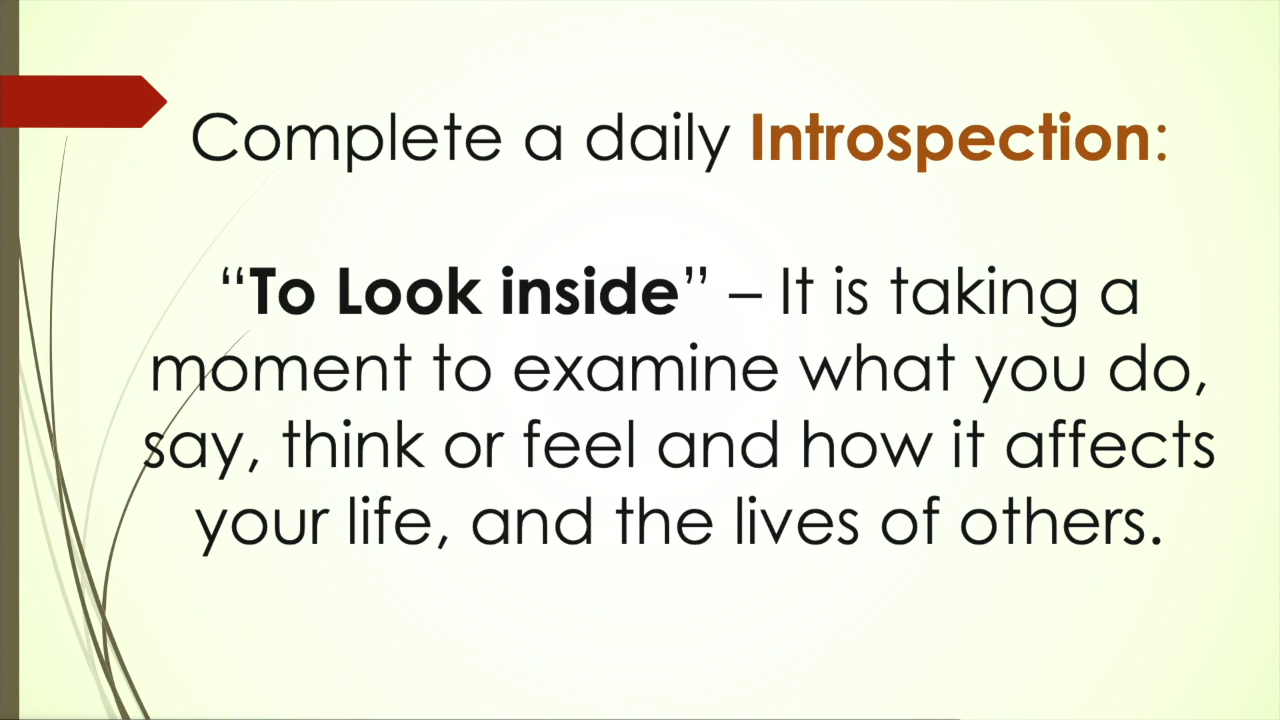 Complete a daily Introspection:
“To Look inside” – It is taking a
moment to examine what you do,
say, think or feel and how it affects
your life, and the lives of others.